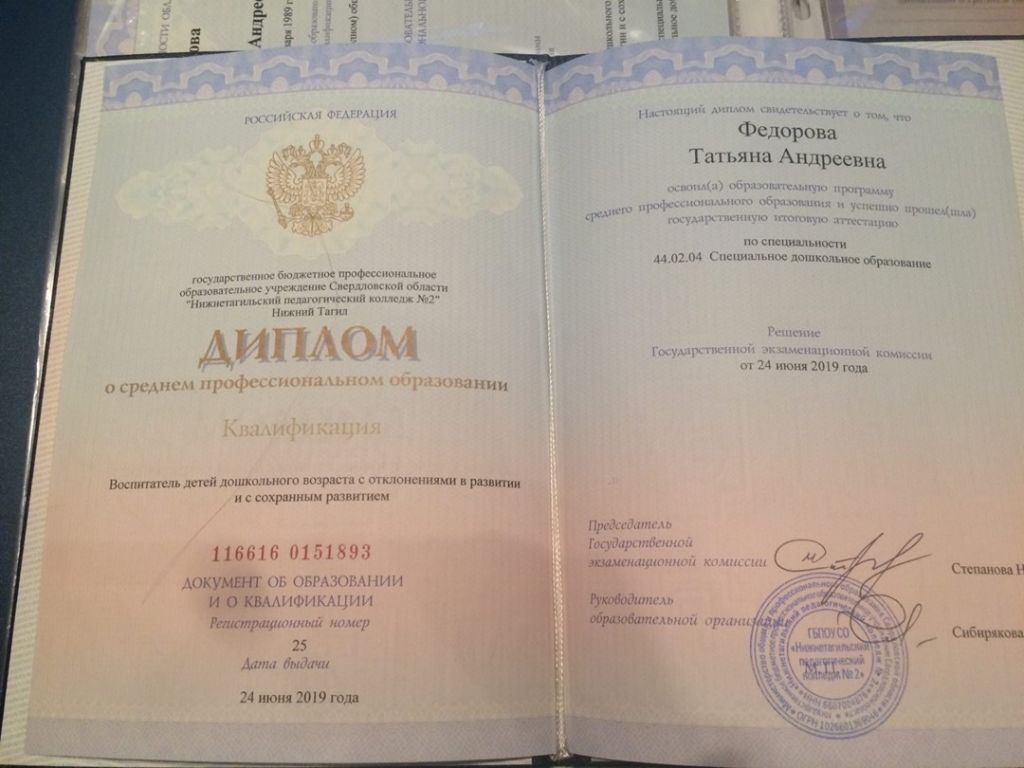 РОССИЙСКАЯ ФЕДЕРАЦИЯ
государственное бюджетное профессиональное
образовательное учреждение Свердловской области
"Нижнетагильский педагогический колледж №2"
Нижний Тагил
ДИПЛОМ
о среднем профессиональном образовании
Квалификация
Воспитатель детей дошкольного возраста с отклонениями в развитии
и с сохранным развитием
116616 0151893
ДОКУМЕНТ ОБ ОБРАЗОВАНИИ
И О КВАЛИФИКАЦИИ
Регистрационный номер
25
Дата выдачи
24 июня 2019 года
Настоящий диплом свидетельствует о том, что
Федорова
Татьяна Андреевна
освоил(а) образовательную программу
среднего профессионального образования и успешно прошел(шла)
государственную итоговую аттестацию
по специальности
44.02.04 Специальное дошкольное образование
Решение
Государственной экзаменационной комиссии
от 24 июня 2019 года
Председатель
Государственной
экзаменационной комиссии
Степанова Н
Руководитель
образовательной организации
Сибирякова
М.П.
ГБПОУ СО
«Нижнетагильский
педагогический
колледж № 2»